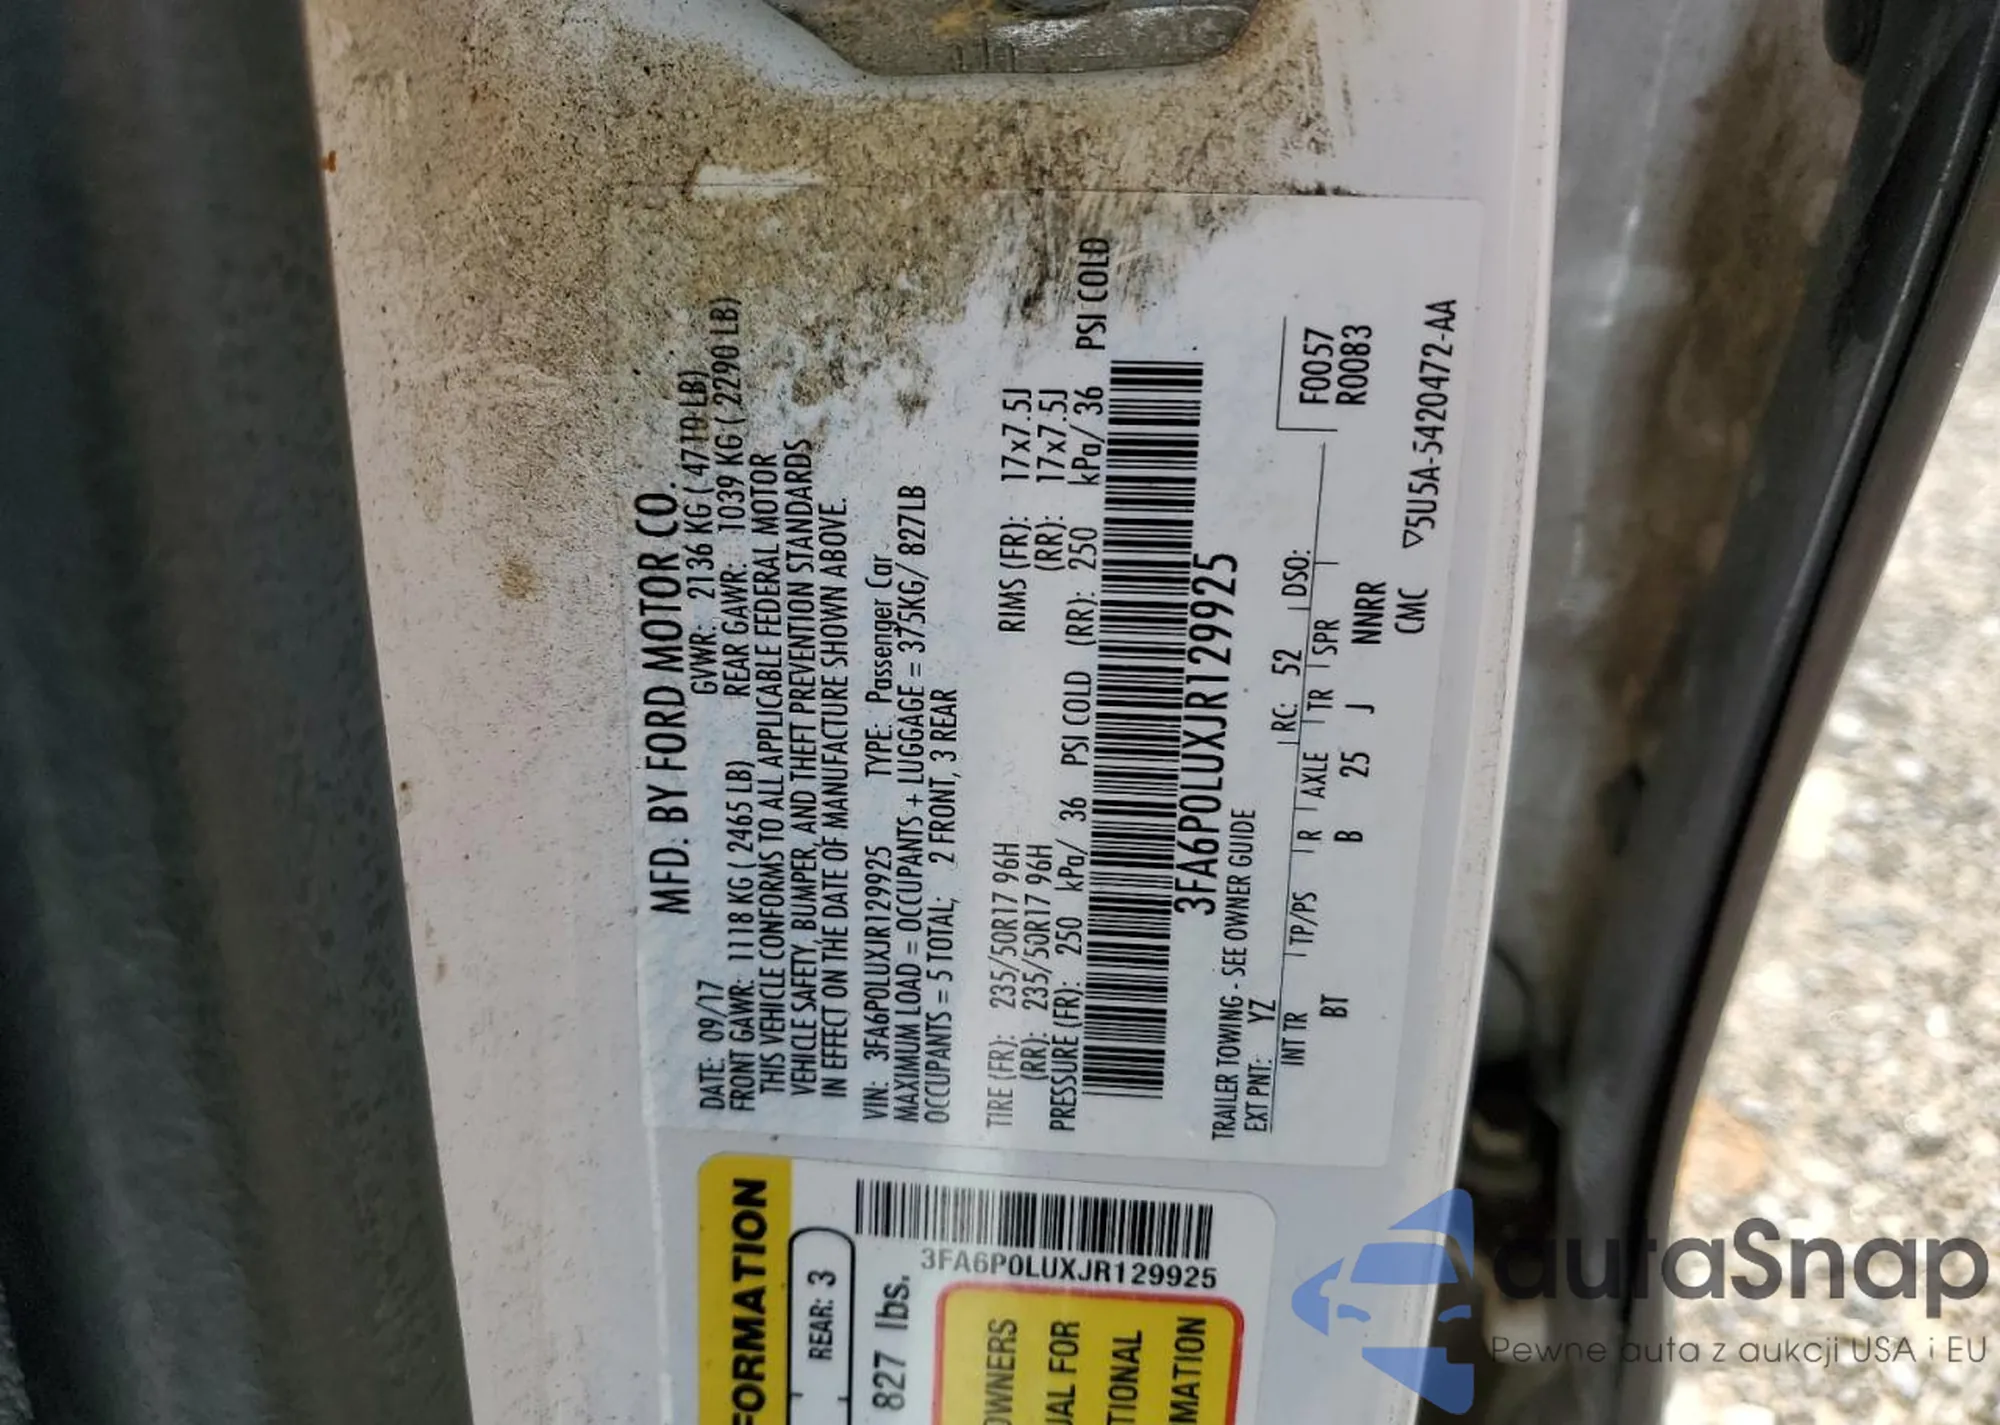 MFD. BY FORD MOTOR CO.
DATE: 09/17 GVWR: 2136 KG ( 4710 LB)
FRONT GAWR: 1118 KG ( 2465 LB) REAR GAWR: 1039 KG ( 2290 LB)
THIS VEHICLE CONFORMS TO ALL APPLICABLE FEDERAL MOTOR
VEHICLE SAFETY, BUMPER, AND THEFT PREVENTION STANDARDS
IN EFFECT ON THE DATE OF MANUFACTURE SHOWN ABOVE.
VIN: 3FA6P0LUXJR129925 TYPE: Passenger Car
MAXIMUM LOAD = OCCUPANTS + LUGGAGE = 375KG/ 827LB
OCCUPANTS = 5 TOTAL; 2 FRONT, 3 REAR
TIRE (FR): 235/50R17 96H RIMS (FR): 17x7.5J
(RR): 235/50R17 96H (RR): 17x7.5J
PRESSURE (FR): 250 kPa/ 36 PSI COLD (RR): 250 kPa/ 36 PSI COLD
3FA6P0LUXJR129925
TRAILER TOWING - SEE OWNER GUIDE
EXT PNT: YZ RC: 52 DSO:
F0057
R0083
INT TR TP/PS R AXLE TR SPR
BT B 25 J NNRR
CMC
▽5U5A-5420472-AA
FORMATION
REAR: 3
827 lbs.
3FA6P0LUXJR129925
OWNERS
UAL FOR
TIONAL
MATION
autaSnap
Pewne auta z aukcji USA i EU